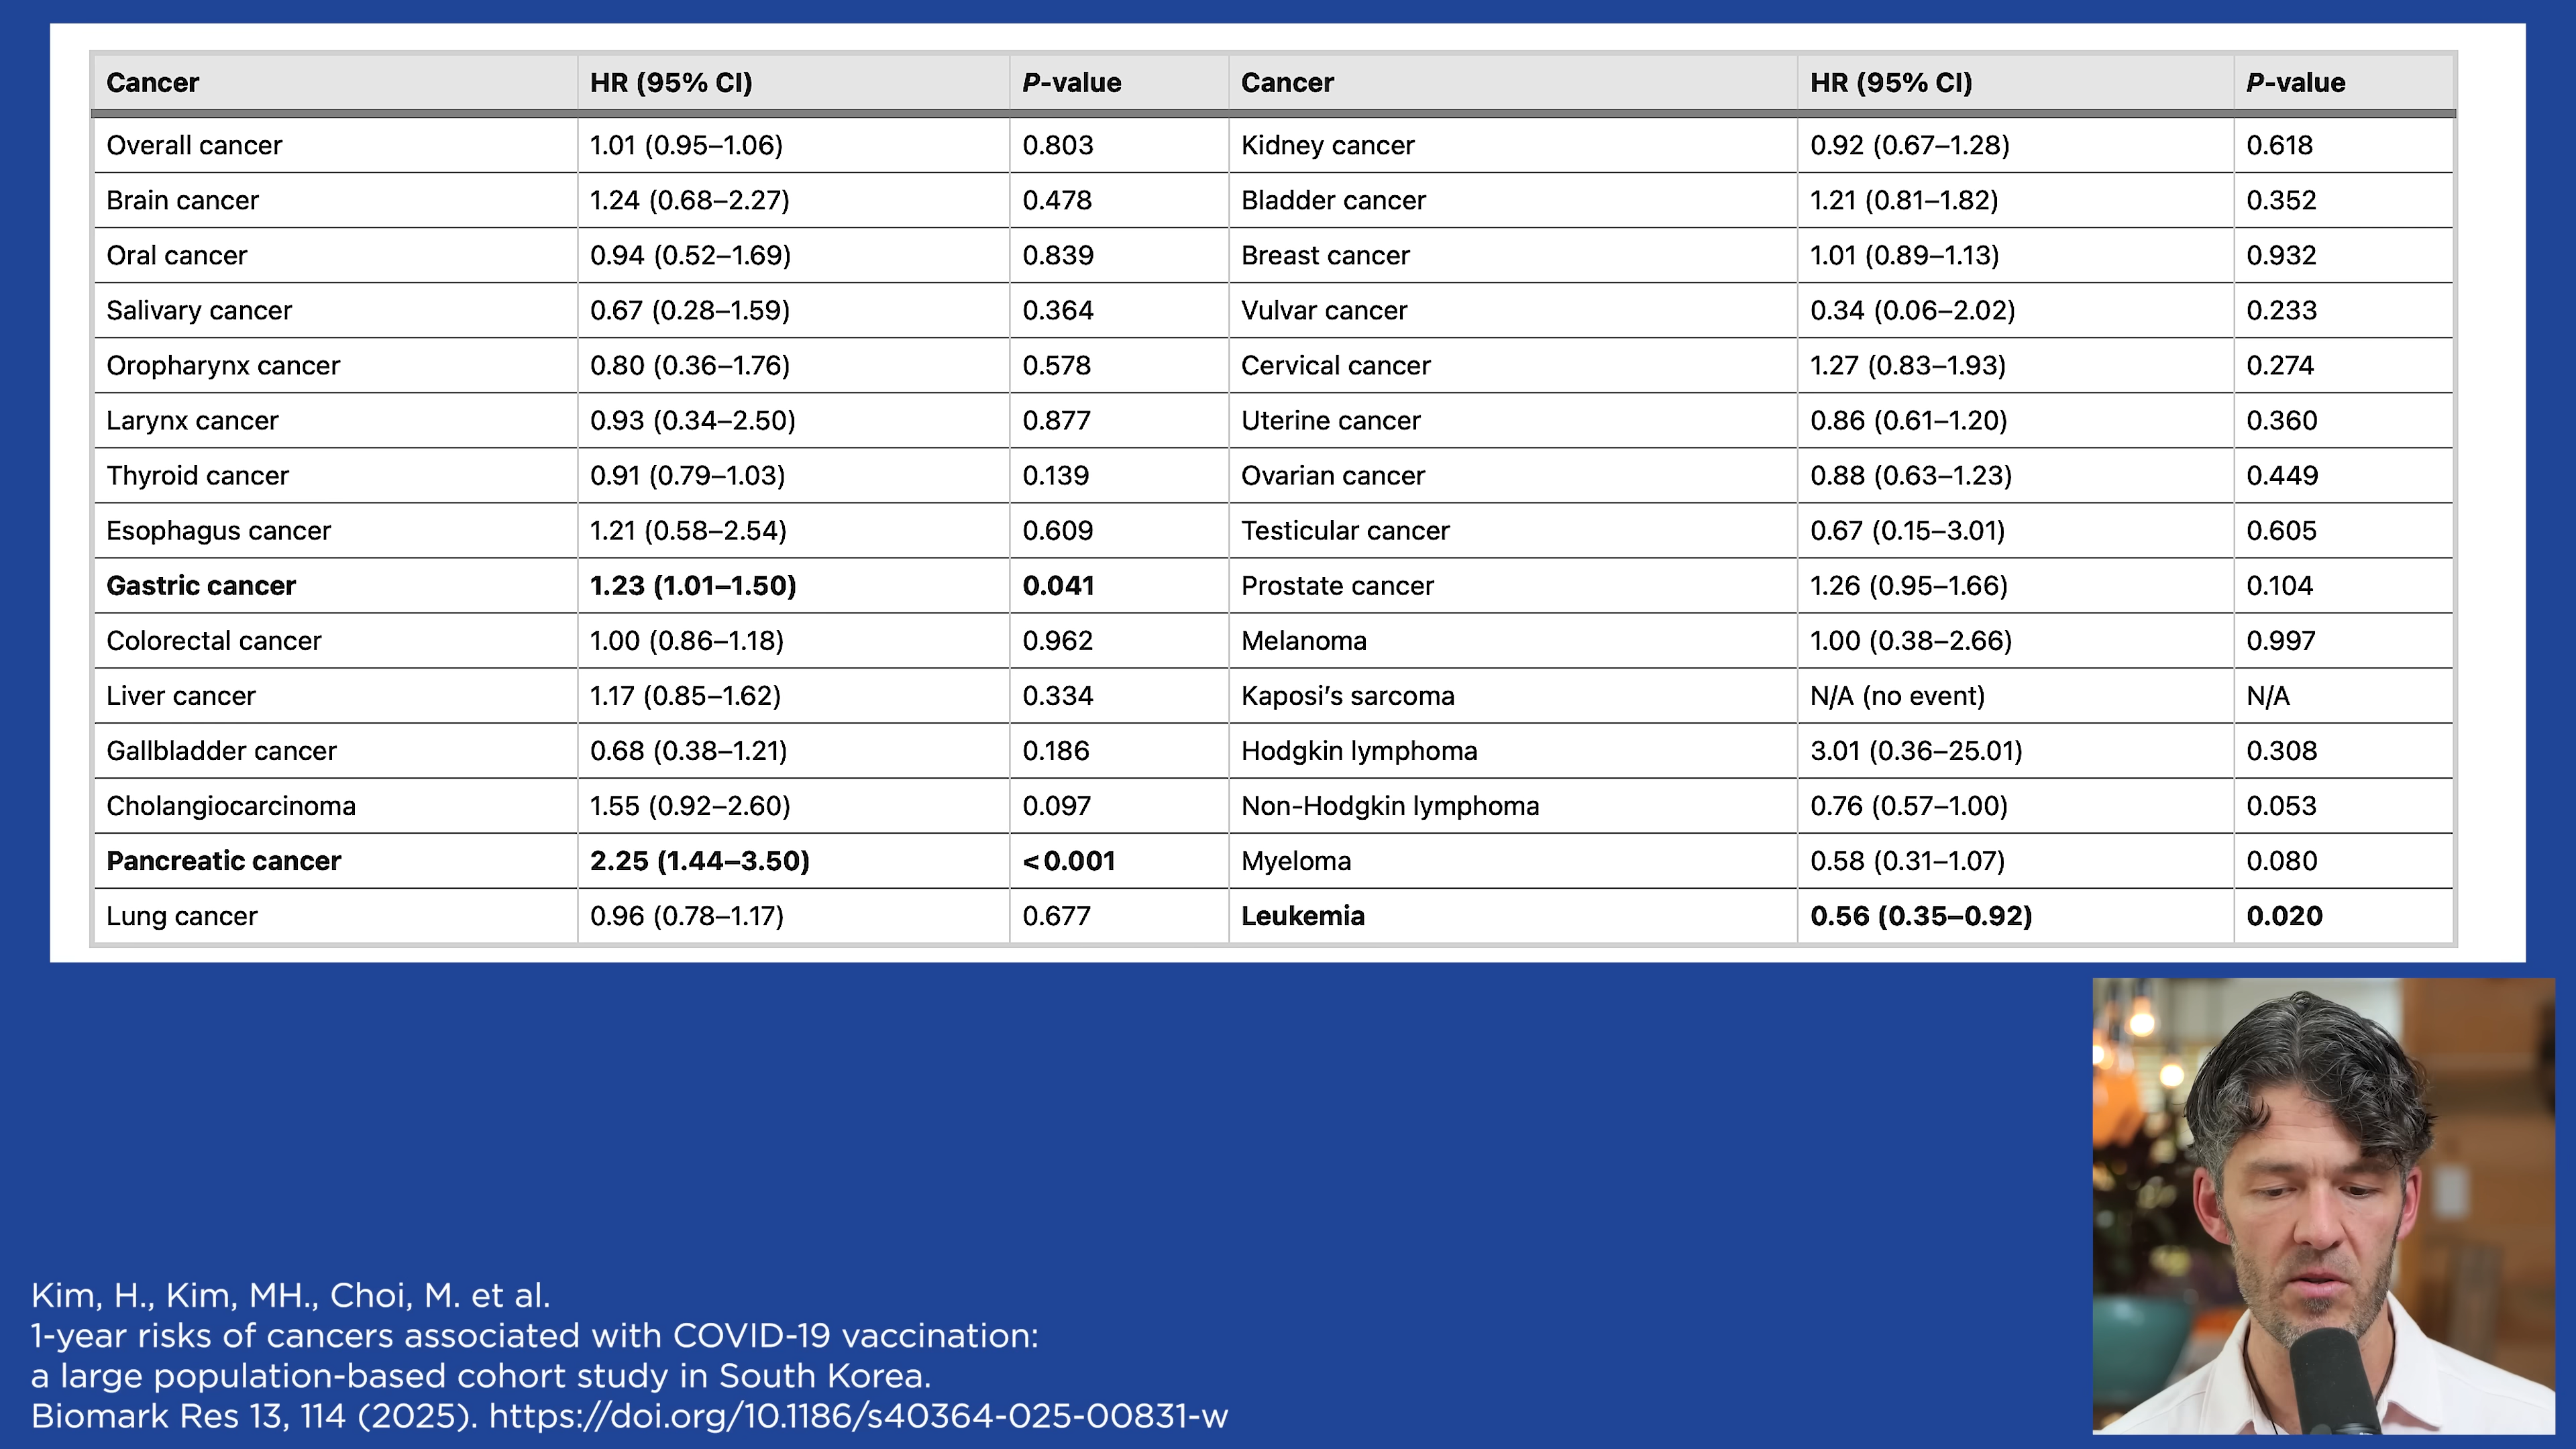 Cancer HR (95% CI) P-value Cancer HR (95% CI) P-value
Overall cancer 1.01 (0.95–1.06) 0.803 Kidney cancer 0.92 (0.67–1.28) 0.618
Brain cancer 1.24 (0.68–2.27) 0.478 Bladder cancer 1.21 (0.81–1.82) 0.352
Oral cancer 0.94 (0.52–1.69) 0.839 Breast cancer 1.01 (0.89–1.13) 0.932
Salivary cancer 0.67 (0.28–1.59) 0.364 Vulvar cancer 0.34 (0.06–2.02) 0.233
Oropharynx cancer 0.80 (0.36–1.76) 0.578 Cervical cancer 1.27 (0.83–1.93) 0.274
Larynx cancer 0.93 (0.34–2.50) 0.877 Uterine cancer 0.86 (0.61–1.20) 0.360
Thyroid cancer 0.91 (0.79–1.03) 0.139 Ovarian cancer 0.88 (0.63–1.23) 0.449
Esophagus cancer 1.21 (0.58–2.54) 0.609 Testicular cancer 0.67 (0.15–3.01) 0.605
Gastric cancer 1.23 (1.01–1.50) 0.041 Prostate cancer 1.26 (0.95–1.66) 0.104
Colorectal cancer 1.00 (0.86–1.18) 0.962 Melanoma 1.00 (0.38–2.66) 0.997
Liver cancer 1.17 (0.85–1.62) 0.334 Kaposi’s sarcoma N/A (no event) N/A
Gallbladder cancer 0.68 (0.38–1.21) 0.186 Hodgkin lymphoma 3.01 (0.36–25.01) 0.308
Cholangiocarcinoma 1.55 (0.92–2.60) 0.097 Non-Hodgkin lymphoma 0.76 (0.57–1.00) 0.053
Pancreatic cancer 2.25 (1.44–3.50) <0.001 Myeloma 0.58 (0.31–1.07) 0.080
Lung cancer 0.96 (0.78–1.17) 0.677 Leukemia 0.56 (0.35–0.92) 0.020
Kim, H., Kim, MH., Choi, M. et al.
1-year risks of cancers associated with COVID-19 vaccination:
a large population-based cohort study in South Korea.
Biomark Res 13, 114 (2025). https://doi.org/10.1186/s40364-025-00831-w